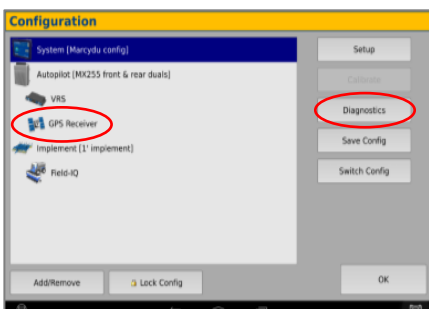 Configuration
System [Marcydu config]
Setup
Autopilot [MX255 front & rear duals]
Calibrate
VRS
Diagnostics
GPS Receiver
Save Config
Implement [1' implement]
Field-IQ
Switch Config
Add/Remove
Lock Config
OK